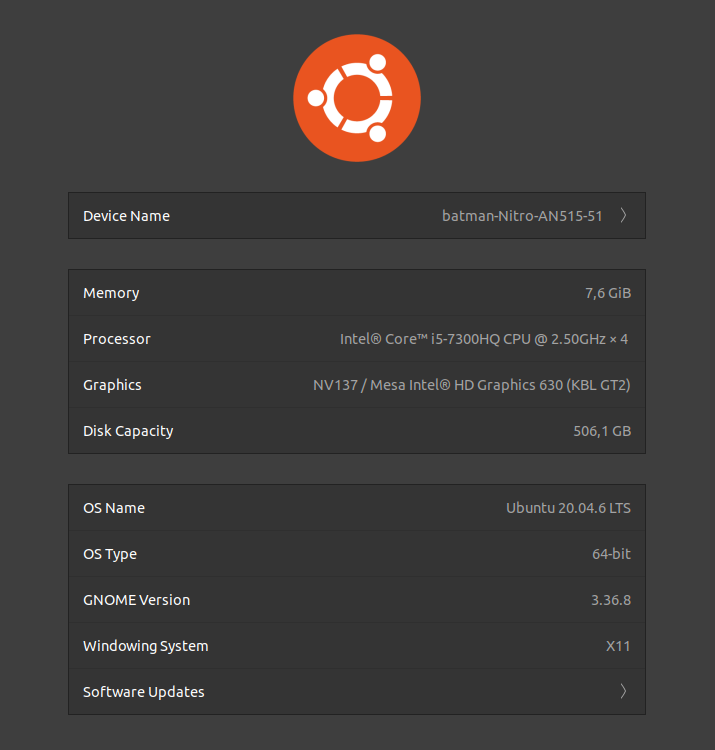 Device Name batman-Nitro-AN515-51
Memory 7,6 GiB
Processor Intel® Core™ i5-7300HQ CPU @ 2.50GHz × 4
Graphics NV137 / Mesa Intel® HD Graphics 630 (KBL GT2)
Disk Capacity 506,1 GB
OS Name Ubuntu 20.04.6 LTS
OS Type 64-bit
GNOME Version 3.36.8
Windowing System X11
Software Updates